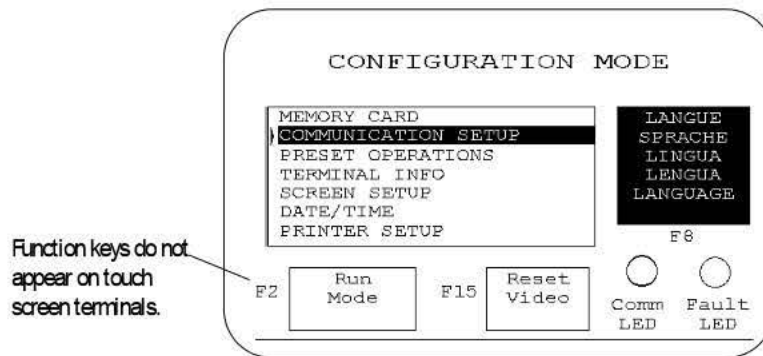 CONFIGURATION MODE
MEMORY CARD
COMMUNICATION SETUP
PRESET OPERATIONS
TERMINAL INFO
SCREEN SETUP
DATE/TIME
PRINTER SETUP
LANGUE
SPRACHE
LINGUA
LENGUA
LANGUAGE
F8
Function keys do not
appear on touch
screen terminals.
F2
Run
Mode
F15
Reset
Video
Comm
LED
Fault
LED